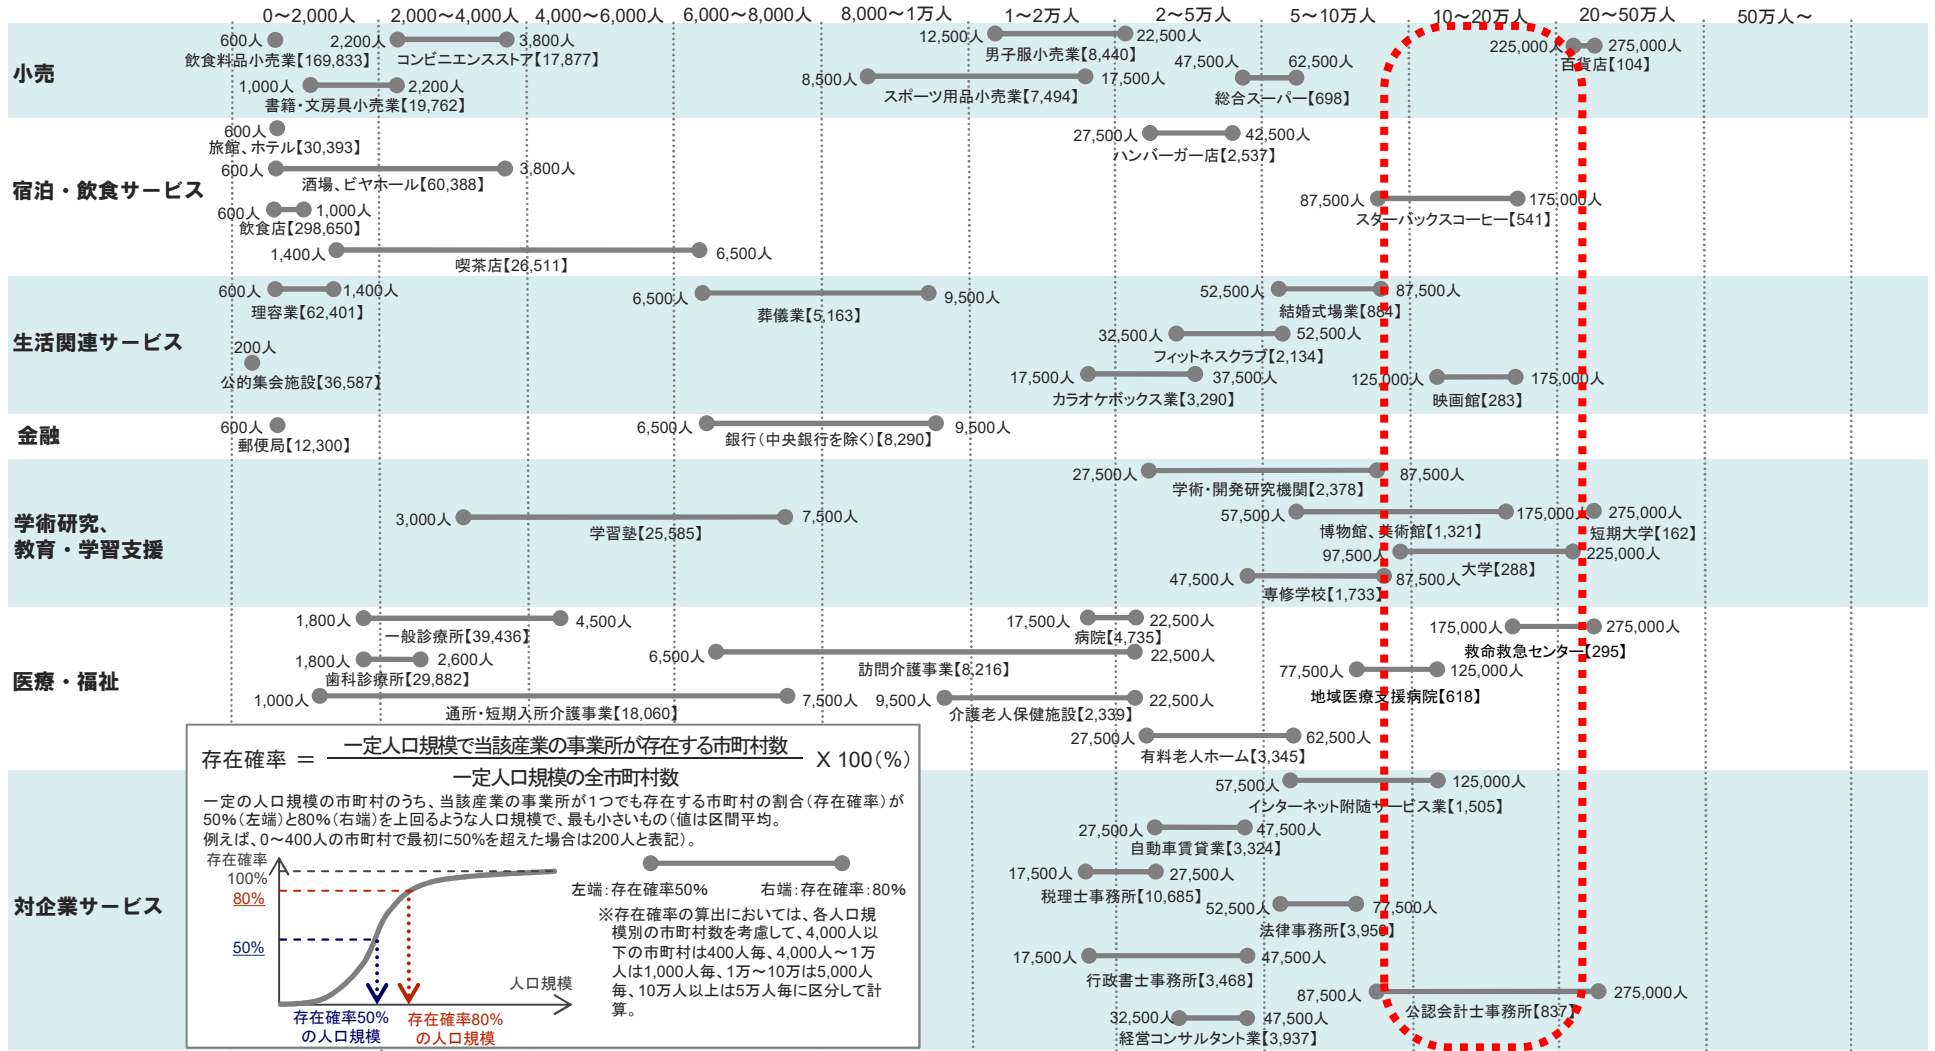 0～2,000人
2,000～4,000人
4,000～6,000人
6,000～8,000人
8,000～1万人
1～2万人
2～5万人
5～10万人
10～20万人
20～50万人
50万人～
小売
600人
飲食料品小売業【169,833】
2,200人
3,800人
コンビニエンスストア【17,877】
12,500人
22,500人
男子服小売業【8,440】
225,000人
275,000人
百貨店【104】
1,000人
2,200人
書籍・文房具小売業【19,762】
8,500人
17,500人
スポーツ用品小売業【7,494】
47,500人
62,500人
総合スーパー【698】
宿泊・飲食サービス
600人
旅館、ホテル【30,393】
27,500人
42,500人
ハンバーガー店【2,537】
600人
3,800人
酒場、ビヤホール【60,388】
600人
1,000人
飲食店【298,650】
87,500人
175,000人
スターバックスコーヒー【541】
1,400人
6,500人
喫茶店【26,511】
生活関連サービス
600人
1,400人
理容業【62,401】
6,500人
9,500人
葬儀業【5,163】
52,500人
87,500人
結婚式場業【884】
32,500人
52,500人
フィットネスクラブ【2,134】
200人
公的集会施設【36,587】
17,500人
37,500人
カラオケボックス業【3,290】
125,000人
175,000人
映画館【283】
金融
600人
郵便局【12,300】
6,500人
9,500人
銀行（中央銀行を除く）【8,290】
学術研究、
教育・学習支援
27,500人
87,500人
学術・開発研究機関【2,378】
3,000人
7,500人
学習塾【25,585】
57,500人
175,000人
博物館、美術館【1,321】
275,000人
短期大学【162】
97,500人
225,000人
大学【288】
47,500人
87,500人
専修学校【1,733】
医療・福祉
1,800人
4,500人
一般診療所【39,436】
17,500人
22,500人
病院【4,735】
175,000人
275,000人
救命救急センター【295】
1,800人
2,600人
歯科診療所【29,882】
6,500人
22,500人
訪問介護事業【8,216】
77,500人
125,000人
地域医療支援病院【618】
1,000人
7,500人
通所・短期入所介護事業【18,060】
9,500人
22,500人
介護老人保健施設【2,339】
27,500人
62,500人
有料老人ホーム【3,345】
対企業サービス
57,500人
125,000人
インターネット附随サービス業【1,505】
27,500人
47,500人
自動車賃貸業【3,324】
17,500人
27,500人
税理士事務所【10,685】
52,500人
77,500人
法律事務所【3,956】
17,500人
47,500人
行政書士事務所【3,468】
87,500人
275,000人
公認会計士事務所【837】
32,500人
47,500人
経営コンサルタント業【3,937】
一定人口規模で当該産業の事業所が存在する市町村数
存在確率 ＝ X 100（%）
一定人口規模の全市町村数
一定の人口規模の市町村のうち、当該産業の事業所が１つでも存在する市町村の割合（存在確率）が
50%（左端）と80%（右端）を上回るような人口規模で、最も小さいもの（値は区間平均。
例えば、0～400人の市町村で最初に50%を超えた場合は200人と表記）。
存在確率
100%
80%
50%
人口規模
存在確率50%
の人口規模
存在確率80%
の人口規模
左端：存在確率50%
右端：存在確率：80%
※存在確率の算出においては、各人口規
模別の市町村数を考慮して、4,000人以
下の市町村は400人毎、4,000人～1万
人は1,000人毎、1万～10万は5,000人
毎、10万人以上は5万人毎に区分して計
算。